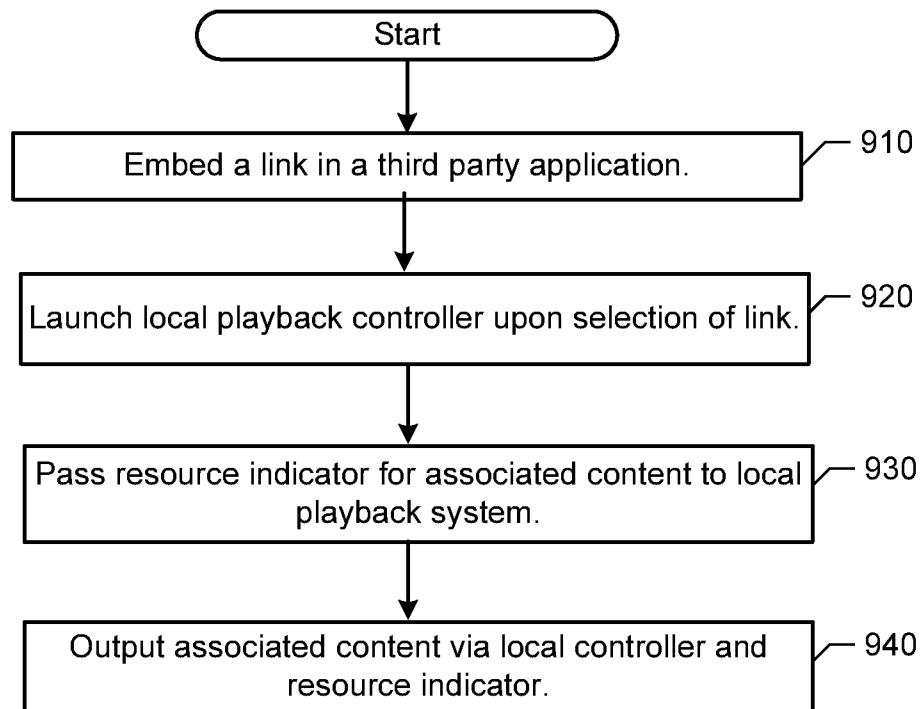 Start
910
Embed a link in a third party application.
920
Launch local playback controller upon selection of link.
930
Pass resource indicator for associated content to local
playback system.
940
Output associated content via local controller and
resource indicator.